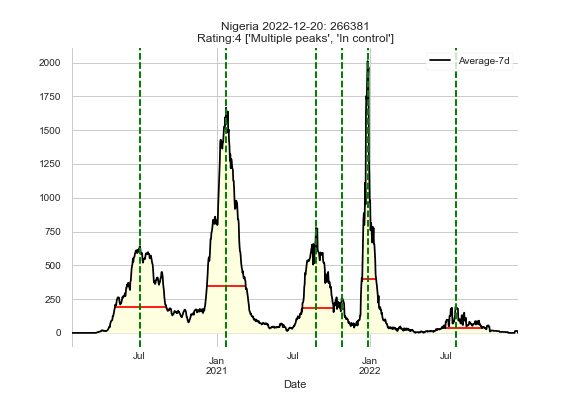 Nigeria 2022-12-20: 266381
Rating:4 ['Multiple peaks', 'In control']
Average-7d
2000
1750
1500
1250
1000
750
500
250
0
Jul
Jan
2021
Jul
Jan
2022
Jul
Date